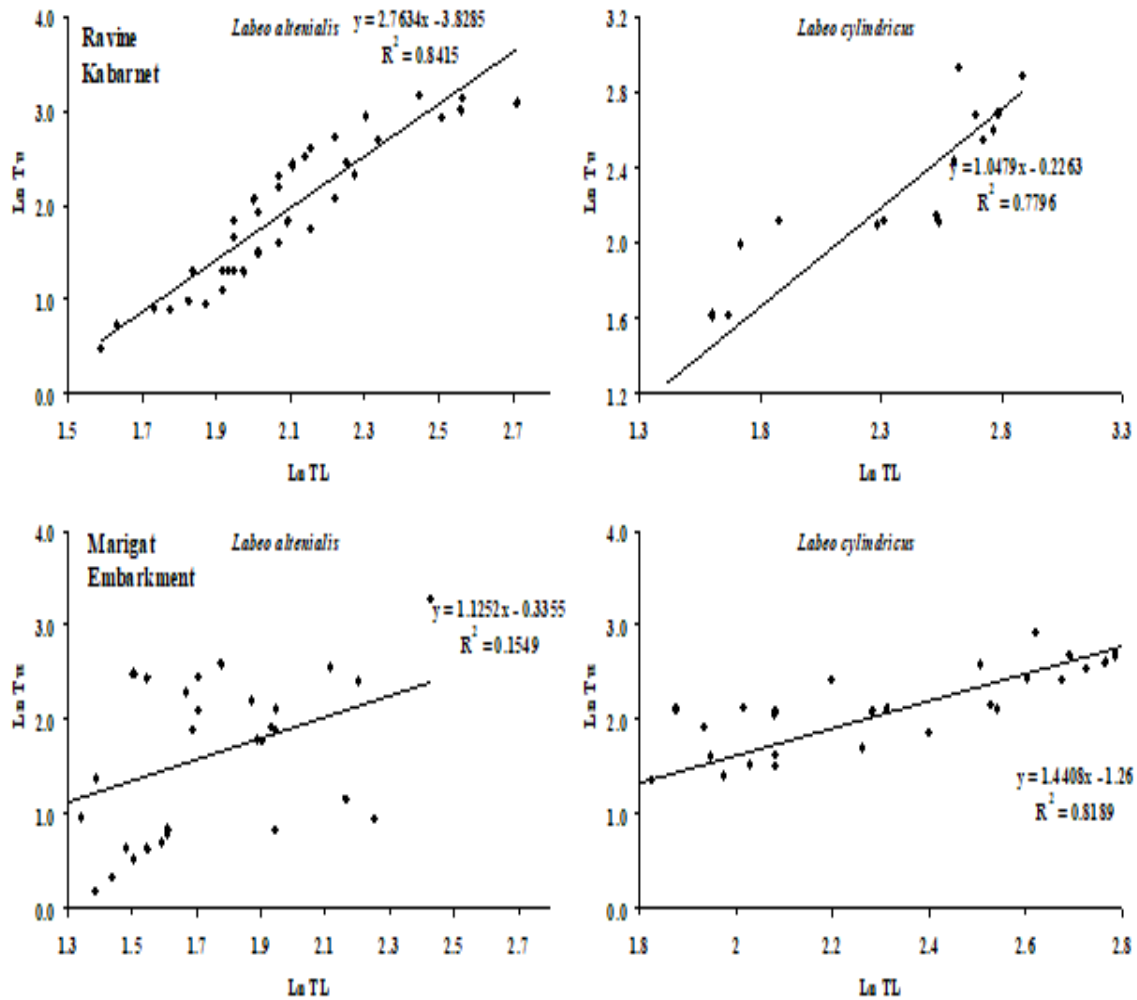 Ravine
Kabarnet
Labeo altenialis
y = 2.7634x - 3.8285
R² = 0.8415
Ln Tw
4.0
3.0
2.0
1.0
0.0
1.5 1.7 1.9 2.1 2.3 2.5 2.7
Ln TL
Labeo cylindricus
y = 1.0479x - 0.2263
R² = 0.7796
Ln Tw
3.2
2.8
2.4
2.0
1.6
1.2
1.3 1.8 2.3 2.8 3.3
Ln TL
Marigat
Embarkment
Labeo altenialis
y = 1.1252x - 0.3355
R² = 0.1549
Ln Tw
4.0
3.0
2.0
1.0
0.0
1.3 1.5 1.7 1.9 2.1 2.3 2.5 2.7
Ln TL
Labeo cylindricus
y = 1.4408x - 1.26
R² = 0.8189
Ln Tw
4.0
3.0
2.0
1.0
0.0
1.8 2 2.2 2.4 2.6 2.8
Ln TL